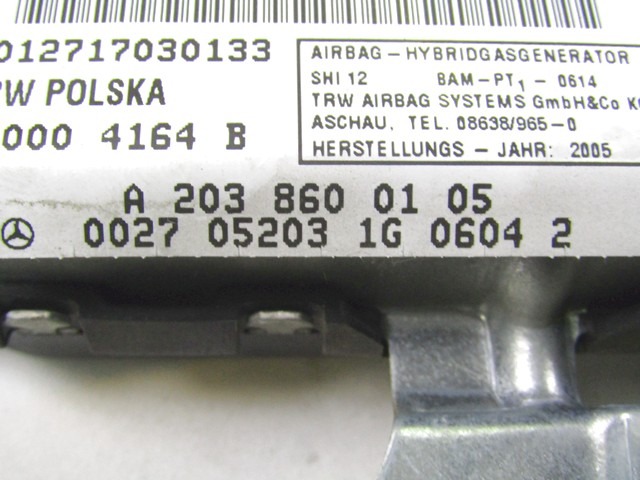 012717030133
W POLSKA
000 4164 B
AIRBAG - HYBRIDGASGENERATOR
SHI 12 BAM-PT1-0614
TRW AIRBAG SYSTEMS GmbH&Co K
ASCHAU, TEL. 08638/965-0
HERSTELLUNGS - JAHR: 2005
A 203 860 01 05
0027 05203 1G 0604 2